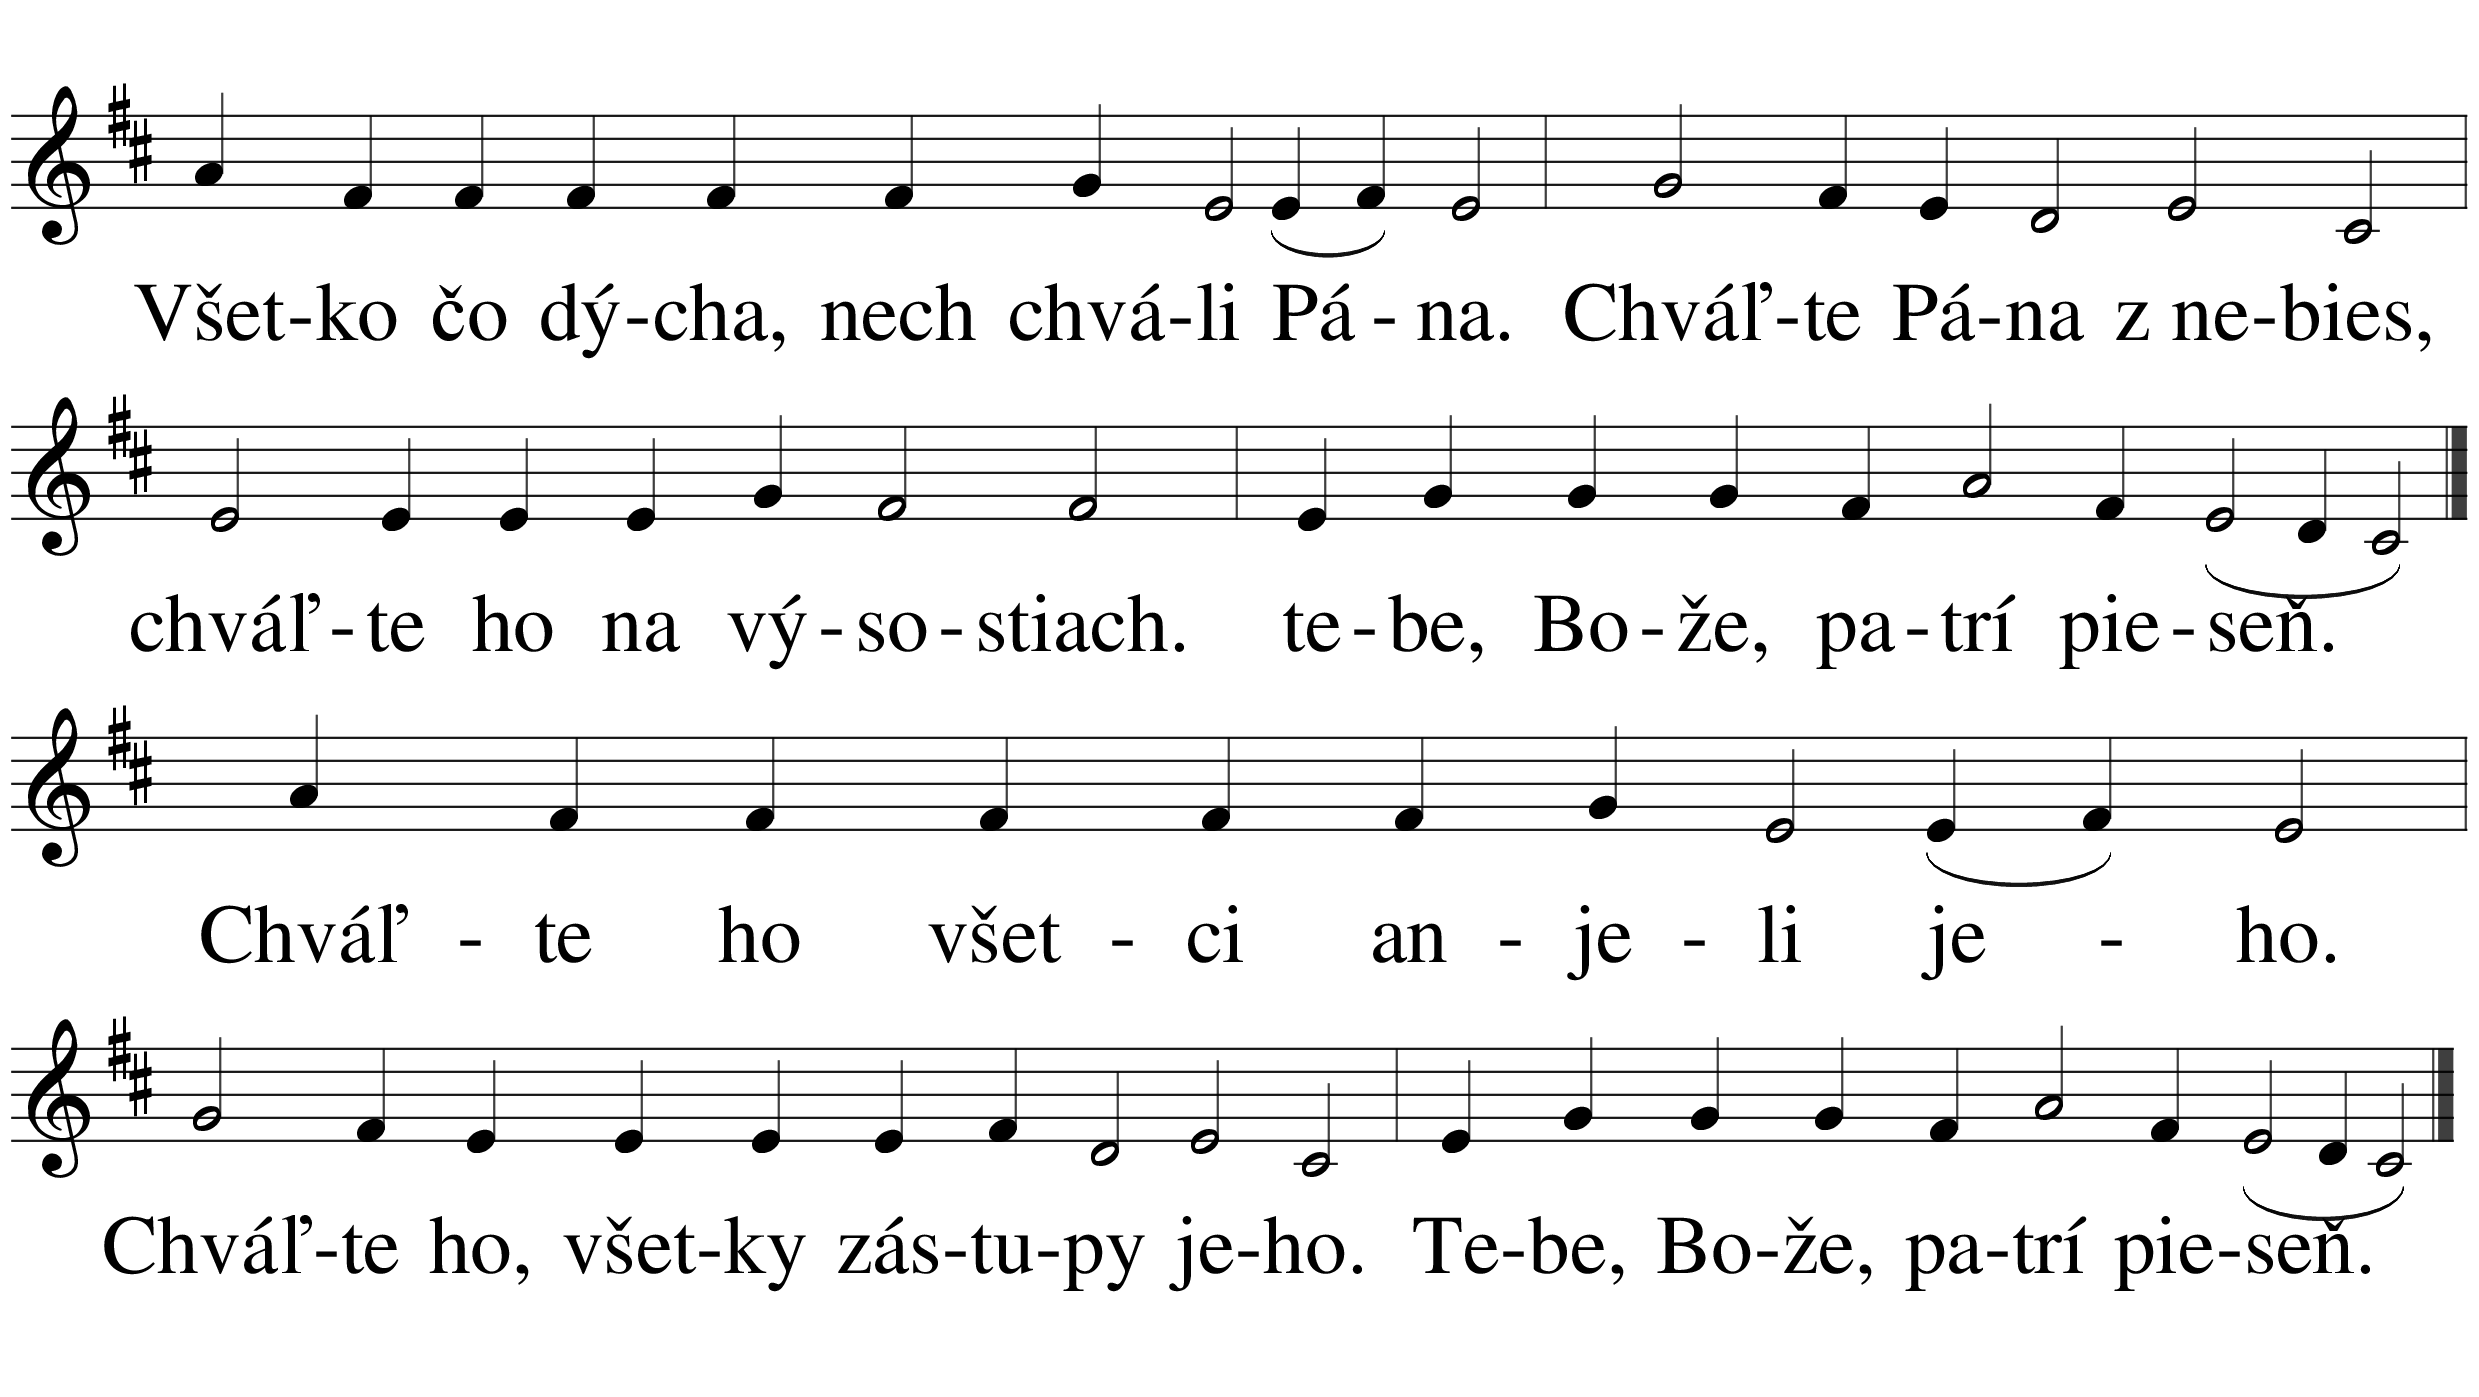 Všet-ko čo dý-cha, nech chvá-li Pá - na. Chváľ-te Pá-na z ne-bies,
chváľ - te ho na vý - so - stiach. te - be, Bo - že, pa - trí pie - seň.
Chváľ - te ho všet - ci an - je - li je - ho.
Chváľ-te ho, všet-ky zás-tu-py je-ho. Te-be, Bo-že, pa-trí pie-seň.